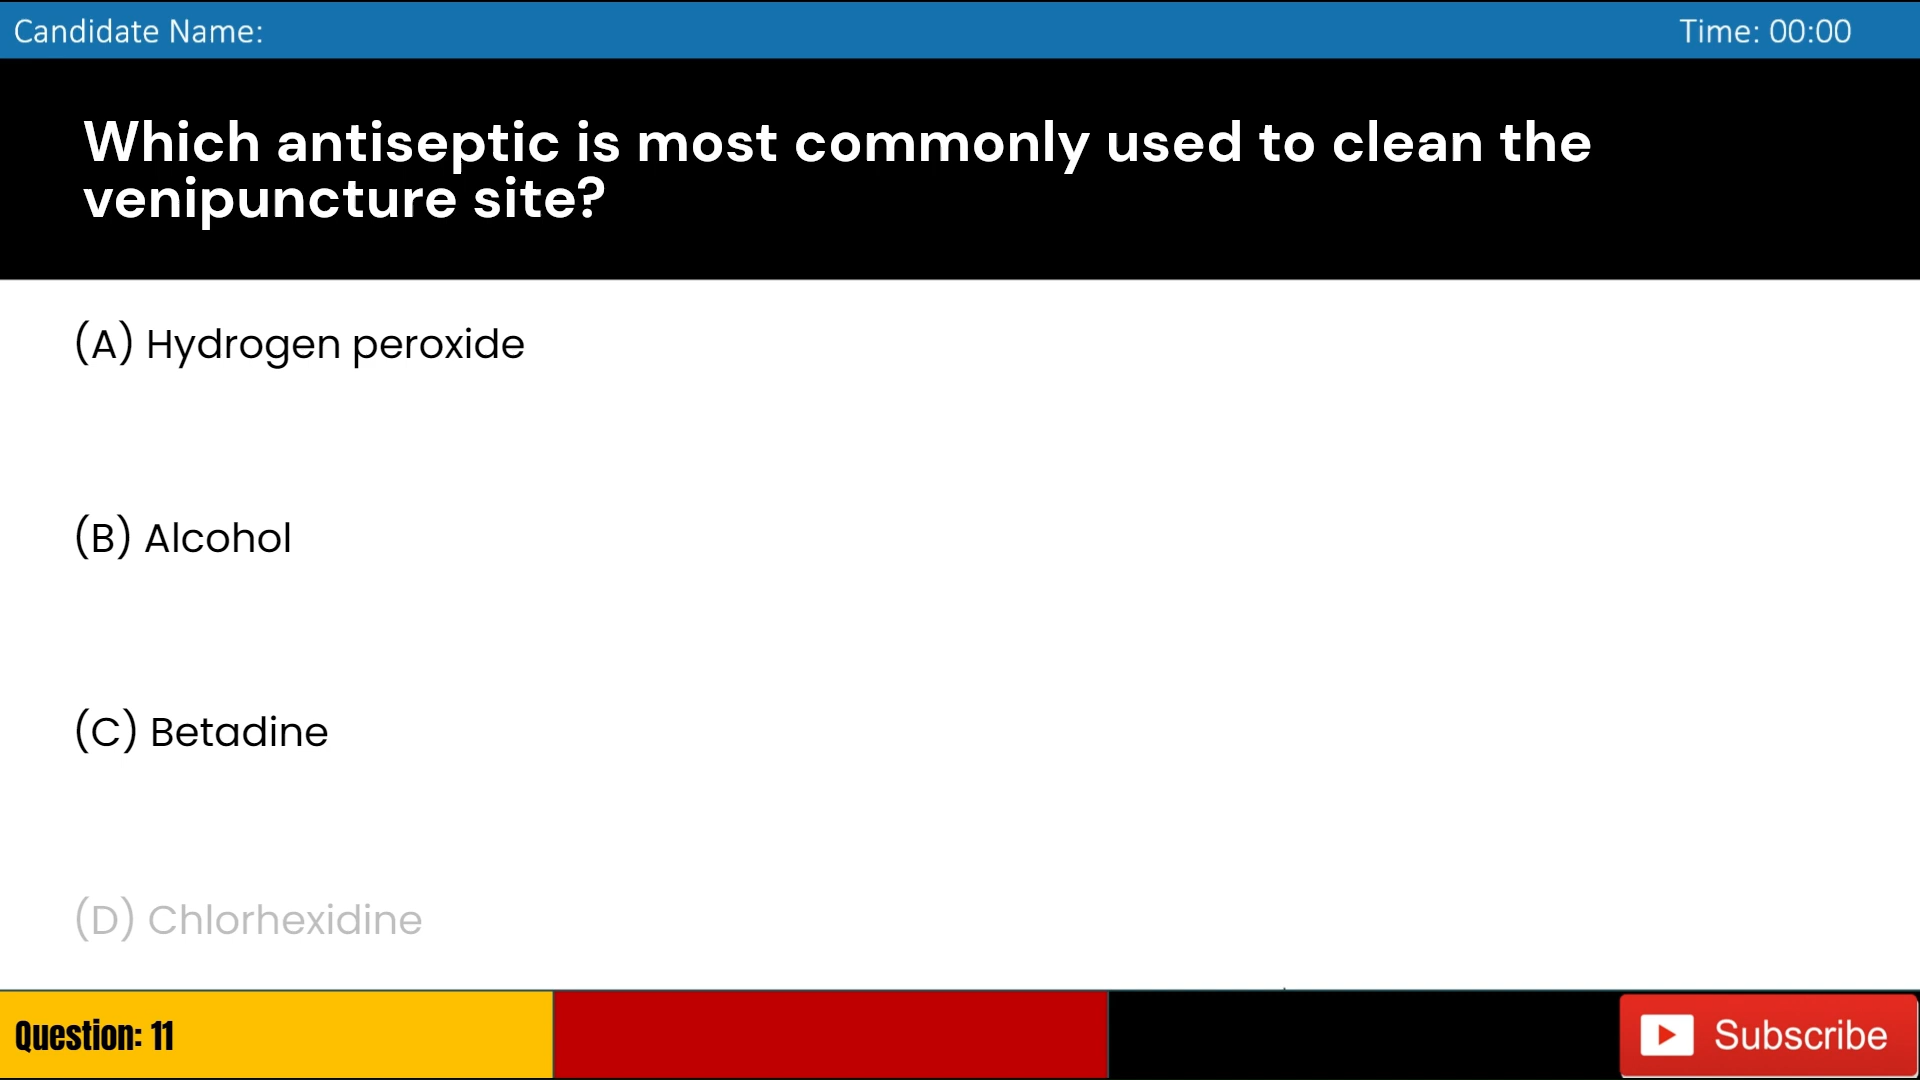 Candidate Name:
Time: 00:00
Which antiseptic is most commonly used to clean the
venipuncture site?
(A) Hydrogen peroxide
(B) Alcohol
(C) Betadine
(D) Chlorhexidine
Question: 11
Subscribe